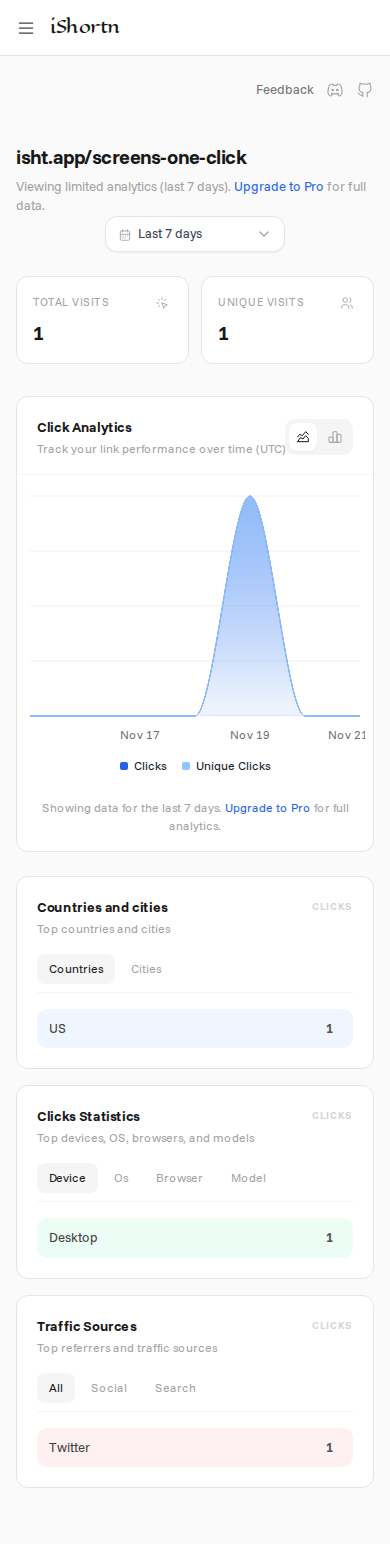 iShortn
Feedback
isht.app/screens-one-click
Viewing limited analytics (last 7 days). Upgrade to Pro for full
data.
Last 7 days
TOTAL VISITS
1
UNIQUE VISITS
1
Click Analytics
Track your link performance over time (UTC)
Nov 17 Nov 19 Nov 21
Clicks Unique Clicks
Showing data for the last 7 days. Upgrade to Pro for full
analytics.
Countries and cities CLICKS
Top countries and cities
Countries Cities
US 1
Clicks Statistics CLICKS
Top devices, OS, browsers, and models
Device Os Browser Model
Desktop 1
Traffic Sources CLICKS
Top referrers and traffic sources
All Social Search
Twitter 1